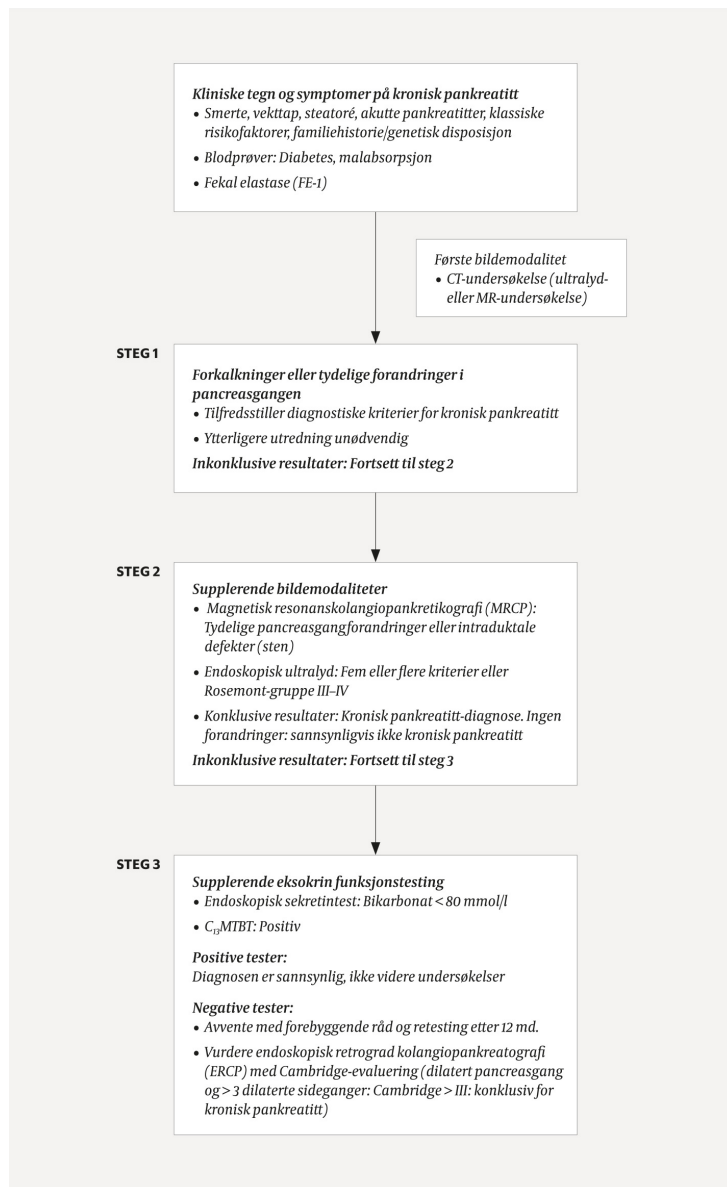 Kliniske tegn og symptomer på kronisk pankreatitt
• Smerte, vekttap, steatoré, akutte pankreatitter, klassiske
risikofaktorer, familiehistorie/genetisk disposisjon
• Blodprøver: Diabetes, malabsorpsjon
• Fekal elastase (FE-1)
Første bildemodalitet
• CT-undersøkelse (ultralyd-
eller MR-undersøkelse)
STEG 1
Forkalkninger eller tydelige forandringer i
pancreasgangen
• Tilfredsstiller diagnostiske kriterier for kronisk pankreatitt
• Ytterligere utredning unødvendig
Inkonklusive resultater: Fortsett til steg 2
STEG 2
Supplerende bildemodaliteter
• Magnetisk resonanskolangiopankretikografi (MRCP):
Tydelige pancreasgangforandringer eller intraduktale
defekter (sten)
• Endoskopisk ultralyd: Fem eller flere kriterier eller
Rosemont-gruppe III–IV
• Konklusive resultater: Kronisk pankreatitt-diagnose. Ingen
forandringer: sannsynligvis ikke kronisk pankreatitt
Inkonklusive resultater: Fortsett til steg 3
STEG 3
Supplerende eksokrin funksjonstesting
• Endoskopisk sekretintest: Bikarbonat < 80 mmol/l
• C₁₃MTBT: Positiv
Positive tester:
Diagnosen er sannsynlig, ikke videre undersøkelser
Negative tester:
• Avvente med forebyggende råd og retesting etter 12 md.
• Vurdere endoskopisk retrograd kolangiopankreatografi
(ERCP) med Cambridge-evaluering (dilatert pancreasgang
og > 3 dilaterte sideganger: Cambridge > III: konklusiv for
kronisk pankreatitt)